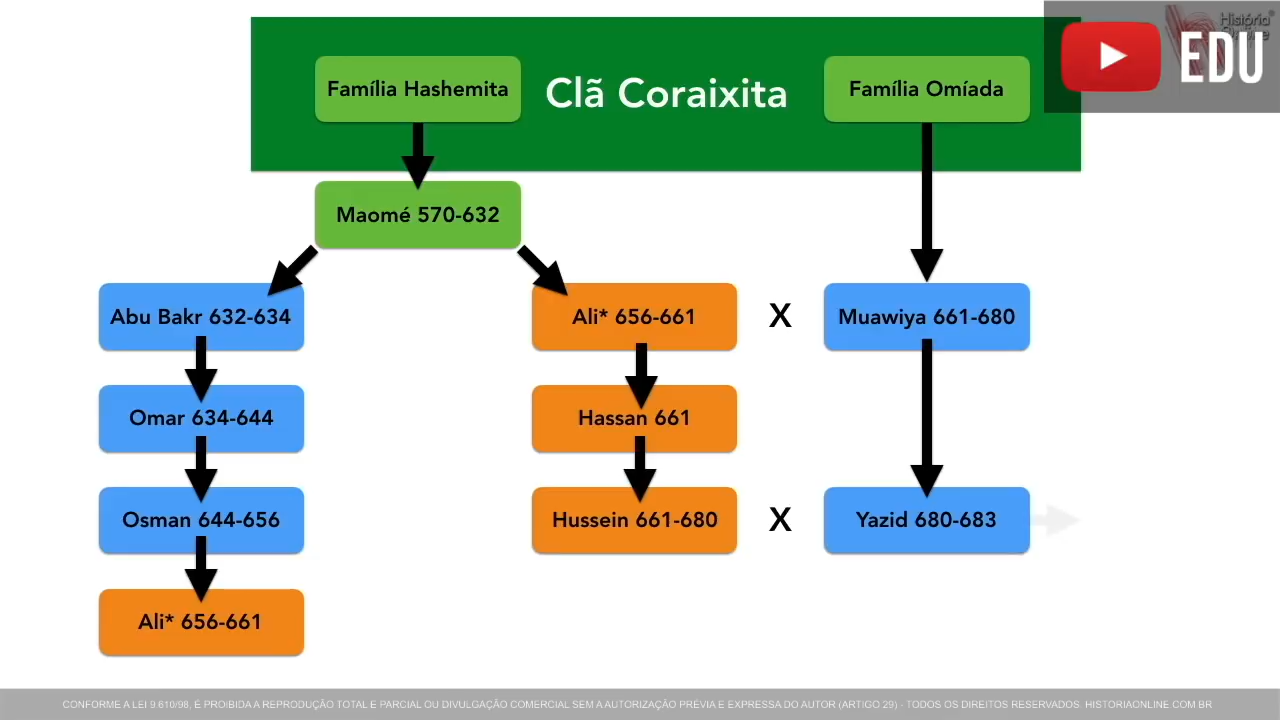 Família Hashemita
Clã Coraixita
Família Omíada
História
Online
EDU
Maomé 570-632
Abu Bakr 632-634
Ali* 656-661
X
Muawiya 661-680
Omar 634-644
Hassan 661
Osman 644-656
Hussein 661-680
X
Yazid 680-683
Ali* 656-661
CONFORME A LEI 9.610/98, É PROIBIDA A REPRODUÇÃO TOTAL E PARCIAL OU DIVULGAÇÃO COMERCIAL SEM A AUTORIZAÇÃO PRÉVIA E EXPRESSA DO AUTOR (ARTIGO 29) - TODOS OS DIREITOS RESERVADOS. HISTORIAONLINE.COM.BR